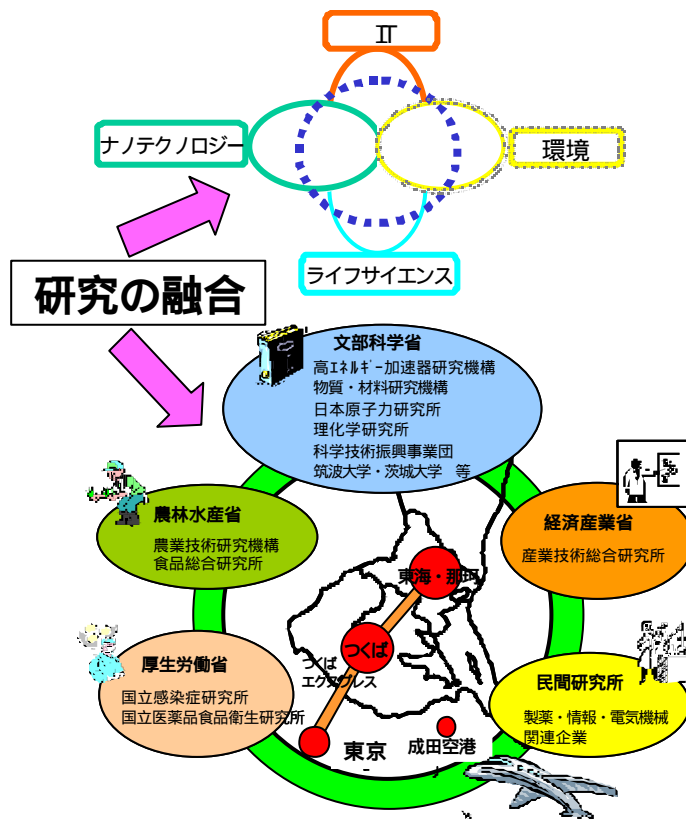 IT
ナノテクノロジー
環境
ライフサイエンス
研究の融合
文部科学省
高エネルギー加速器研究機構
物質・材料研究機構
日本原子力研究所
理化学研究所
科学技術振興事業団
筑波大学・茨城大学 等
農林水産省
農業技術研究機構
食品総合研究所
経済産業省
産業技術総合研究所
東海・那珂
つくば
つくば
エクスプレス
厚生労働省
国立感染症研究所
国立医薬品食品衛生研究所
民間研究所
製薬・情報・電気機械
関連企業
東京
成田空港